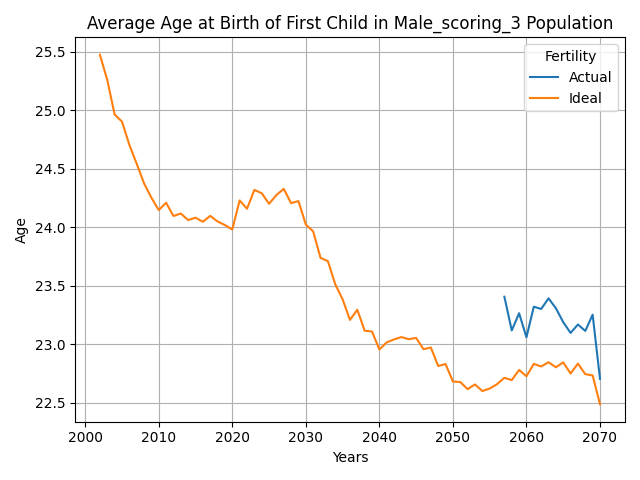 Average Age at Birth of First Child in Male_scoring_3 Population
Fertility
Actual
Ideal
Age
25.5
25.0
24.5
24.0
23.5
23.0
22.5
2000 2010 2020 2030 2040 2050 2060 2070
Years